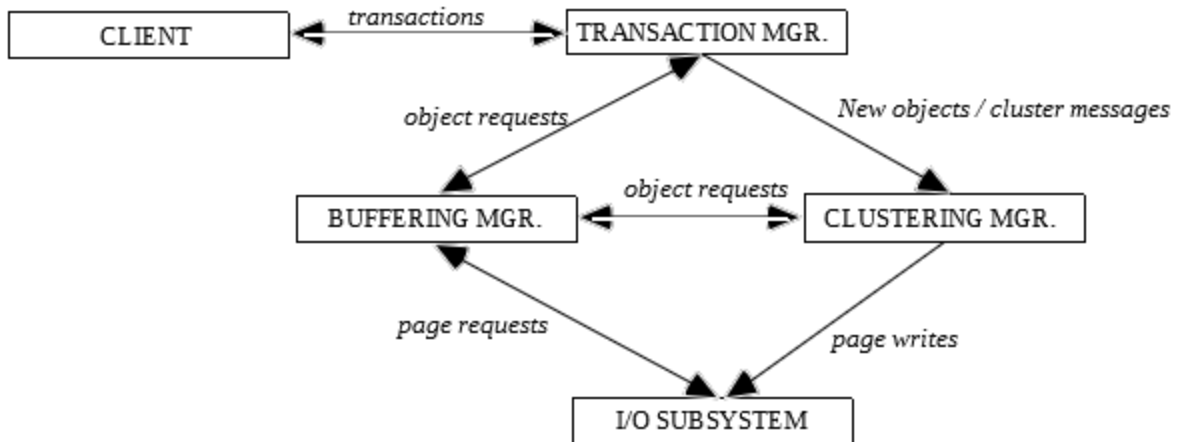 transactions
CLIENT
TRANSACTION MGR.
object requests
New objects / cluster messages
object requests
BUFFERING MGR.
CLUSTERING MGR.
page requests
page writes
I/O SUBSYSTEM